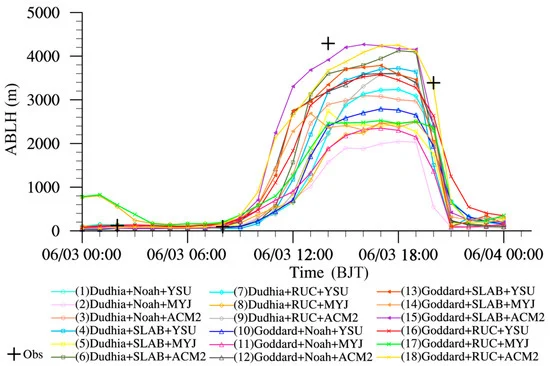 5000
4000
3000
2000
1000
0
ABLH (m)
06/03 00:00 06/03 06:00 06/03 12:00 06/03 18:00 06/04 00:00
Time (BJT)
(1)Dudhia+Noah+YSU (7)Dudhia+RUC+YSU (13)Goddard+SLAB+YSU
(2)Dudhia+Noah+MYJ (8)Dudhia+RUC+MYJ (14)Goddard+SLAB+MYJ
(3)Dudhia+Noah+ACM2 (9)Dudhia+RUC+ACM2 (15)Goddard+SLAB+ACM2
(4)Dudhia+SLAB+YSU (10)Goddard+Noah+YSU (16)Goddard+RUC+YSU
(5)Dudhia+SLAB+MYJ (11)Goddard+Noah+MYJ (17)Goddard+RUC+MYJ
Obs (6)Dudhia+SLAB+ACM2 (12)Goddard+Noah+ACM2 (18)Goddard+RUC+ACM2